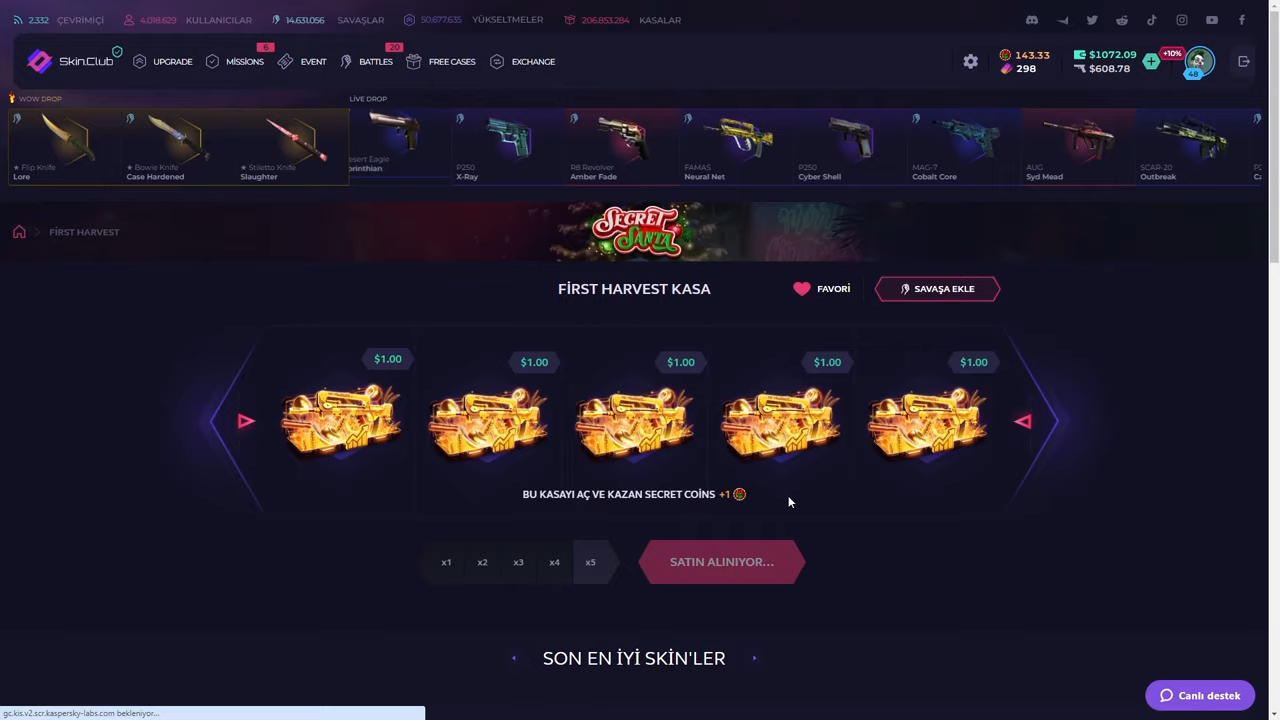 2.332 ÇEVRİMİÇİ 4.018.629 KULLANICILAR 14.631.056 SAVAŞLAR 50.677.635 YÜKSELTMELER 206.853.284 KASALAR
6 20
Skin.Club UPGRADE MISSIONS EVENT BATTLES FREE CASES EXCHANGE
143.33 $1072.09 +10%
298 $608.78 48
WOW DROP LİVE DROP
★ Flip Knife ★ Bowie Knife ★ Stiletto Knife esert Eagle P250 R8 Revolver FAMAS P250 MAG-7 AUG SCAR-20
Lore Case Hardened Slaughter orinthian X-Ray Amber Fade Neural Net Cyber Shell Cobalt Core Syd Mead Outbreak Ca
SECRET
SANTA
FİRST HARVEST
FİRST HARVEST KASA FAVORİ SAVAŞA EKLE
$1.00 $1.00 $1.00 $1.00 $1.00
BU KASAYI AÇ VE KAZAN SECRET COİNS +1
x1 x2 x3 x4 x5 SATIN ALINIYOR...
SON EN İYİ SKİN'LER
Canlı destek
gc.kis.v2.scr.kaspersky-labs.com bekleniyor...